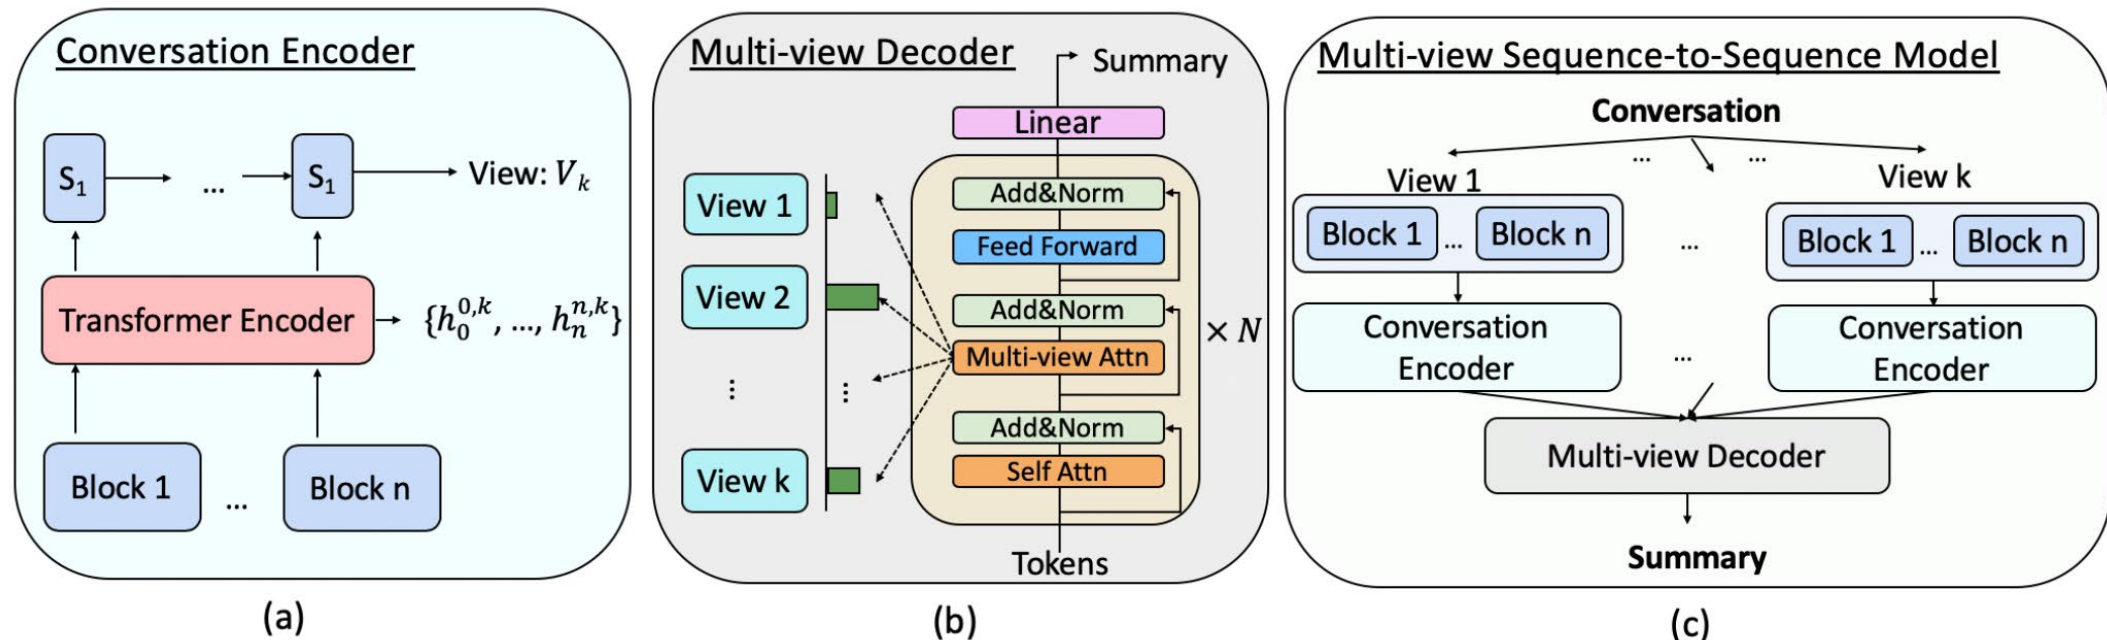 Conversation Encoder
S₁
...
S₁
View: Vₖ
Transformer Encoder
{h₀^{0,k}, ..., hₙ^{n,k}}
Block 1
...
Block n
(a)
Multi-view Decoder
Summary
Linear
Add&Norm
Feed Forward
Add&Norm
Multi-view Attn
Add&Norm
Self Attn
× N
Tokens
View 1
View 2
...
...
View k
(b)
Multi-view Sequence-to-Sequence Model
Conversation
...
...
View 1
View k
Block 1 ... Block n
...
Block 1 ... Block n
Conversation
Encoder
...
Conversation
Encoder
Multi-view Decoder
Summary
(c)